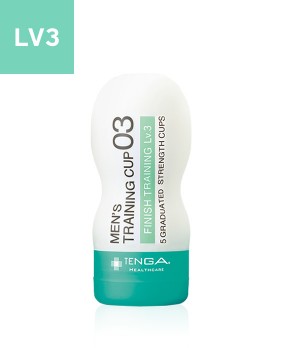 LV3
MEN's
TRAINING CUP 03
FINISH TRAINING Lv3
5 GRADUATED STRENGTH CUPS
TENGA
HEALTHCARE